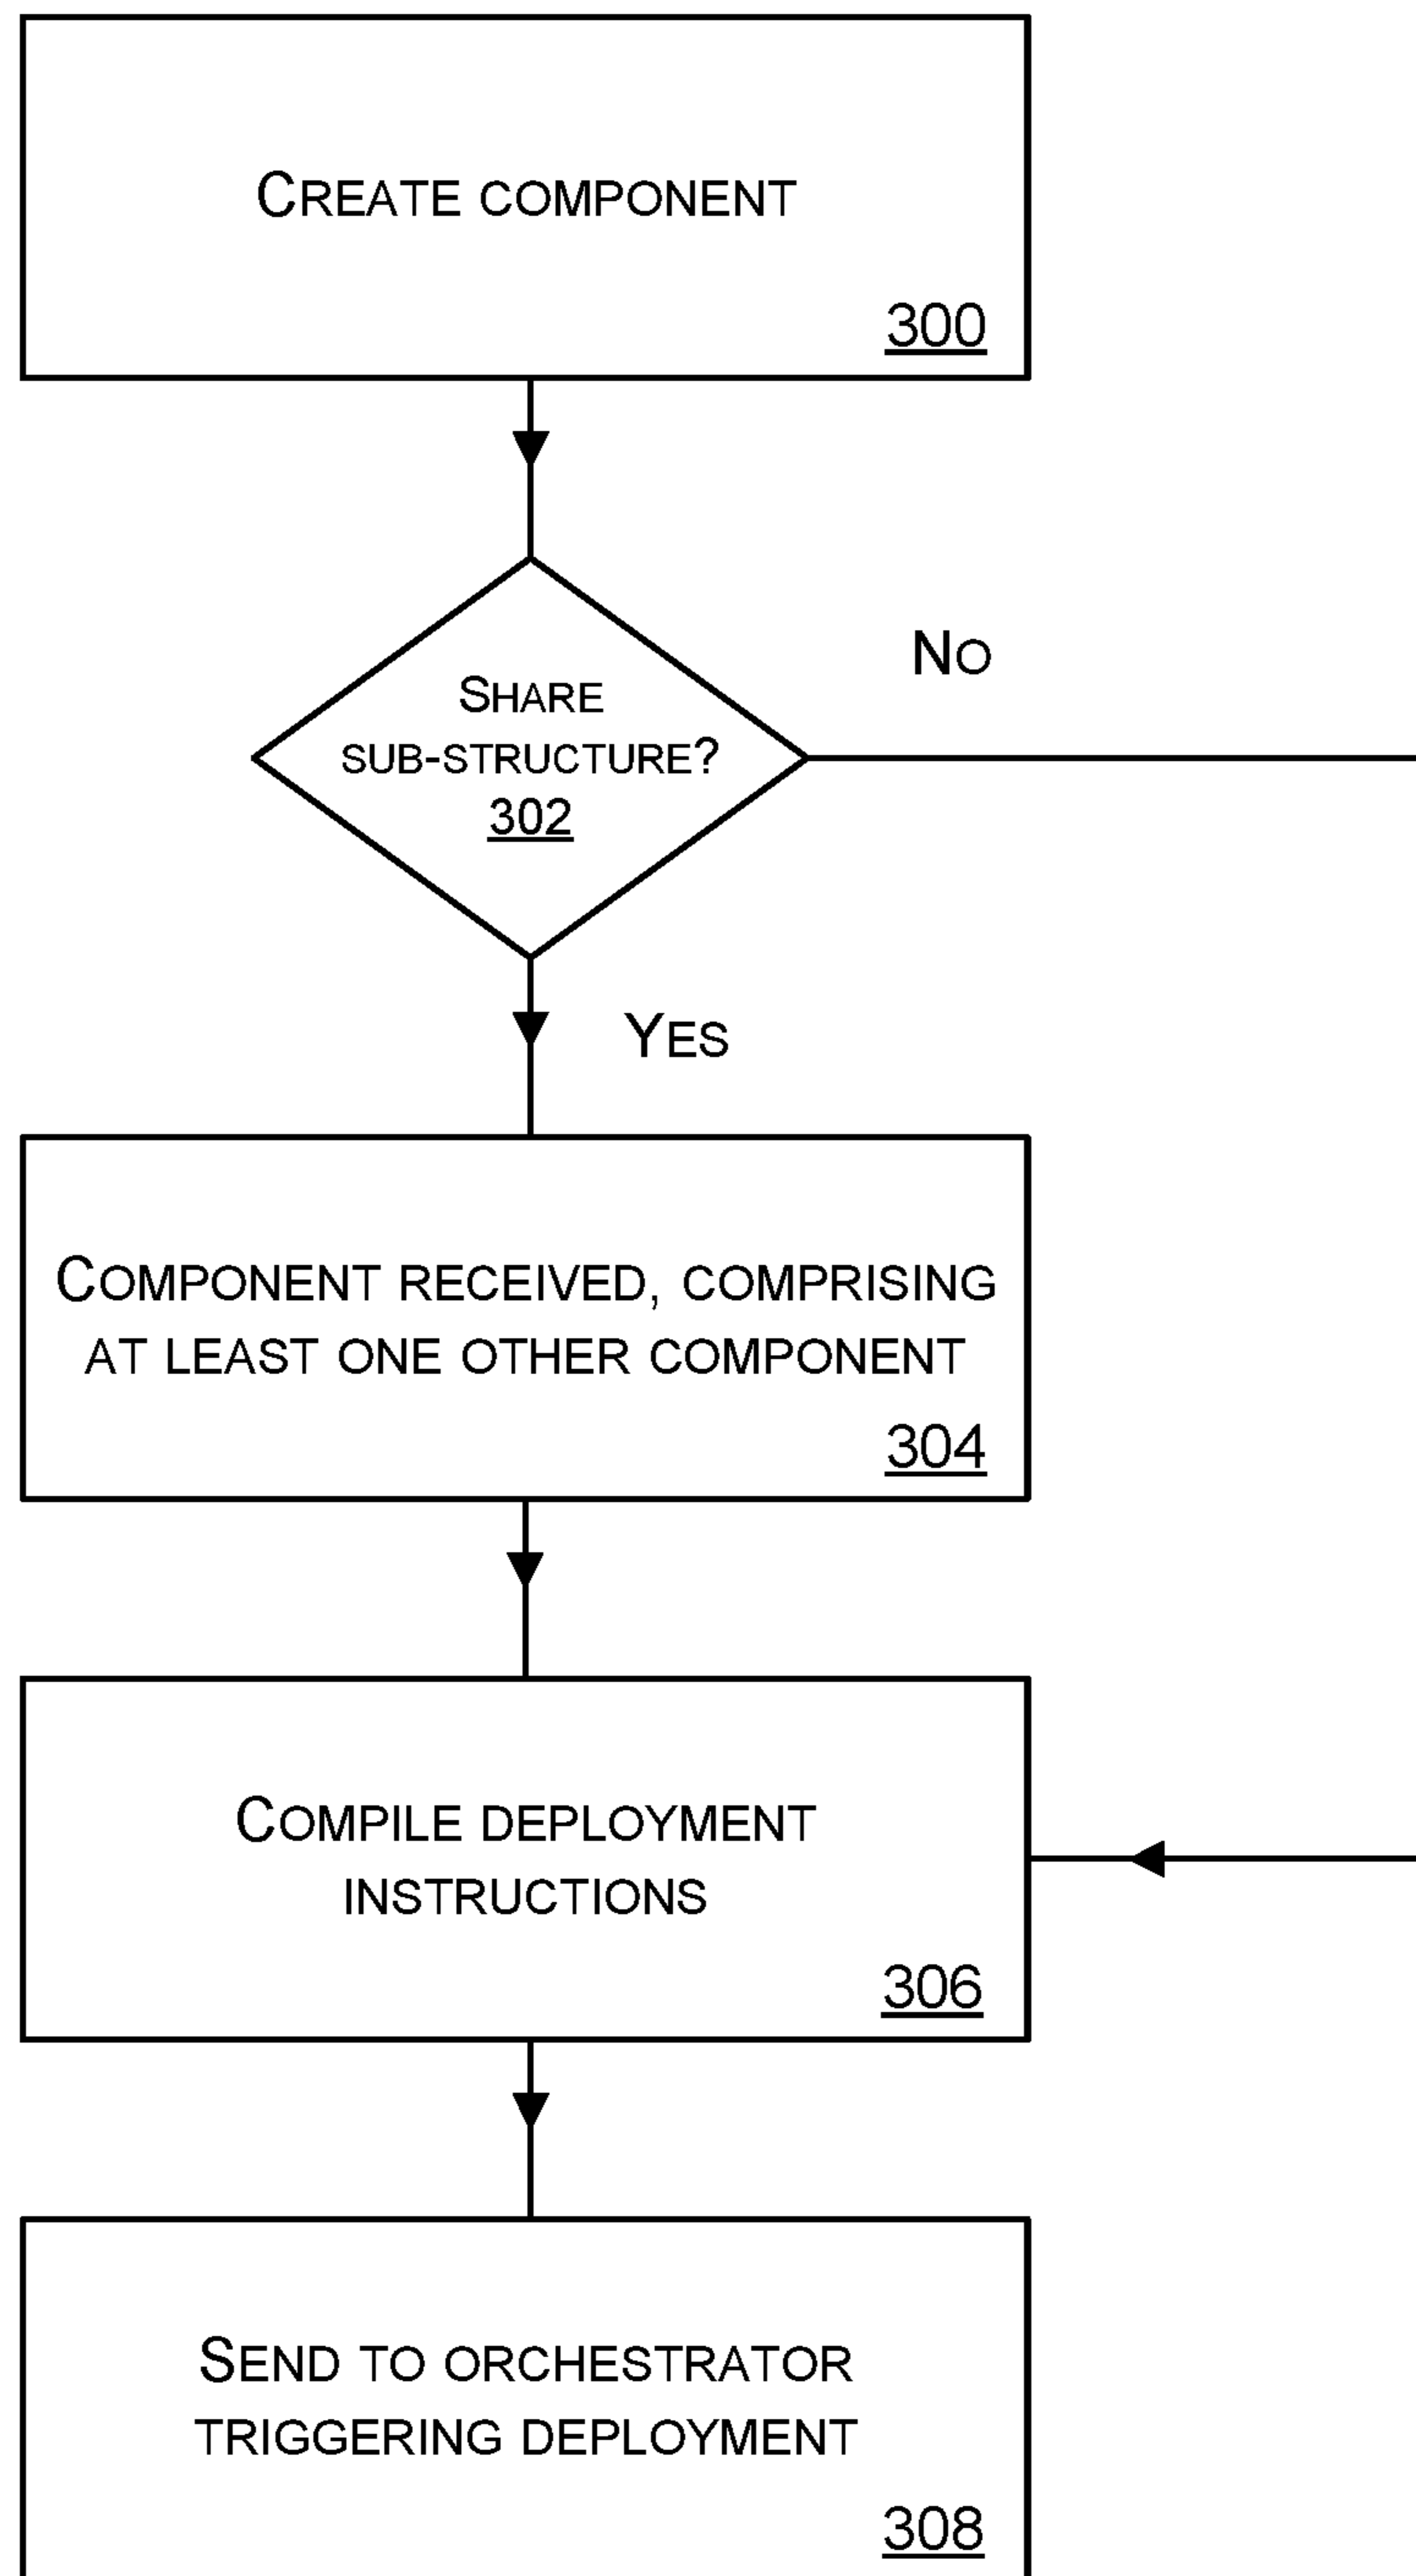 CREATE COMPONENT
300
SHARE
SUB-STRUCTURE?
302
NO
YES
COMPONENT RECEIVED, COMPRISING
AT LEAST ONE OTHER COMPONENT
304
COMPILE DEPLOYMENT
INSTRUCTIONS
306
SEND TO ORCHESTRATOR
TRIGGERING DEPLOYMENT
308